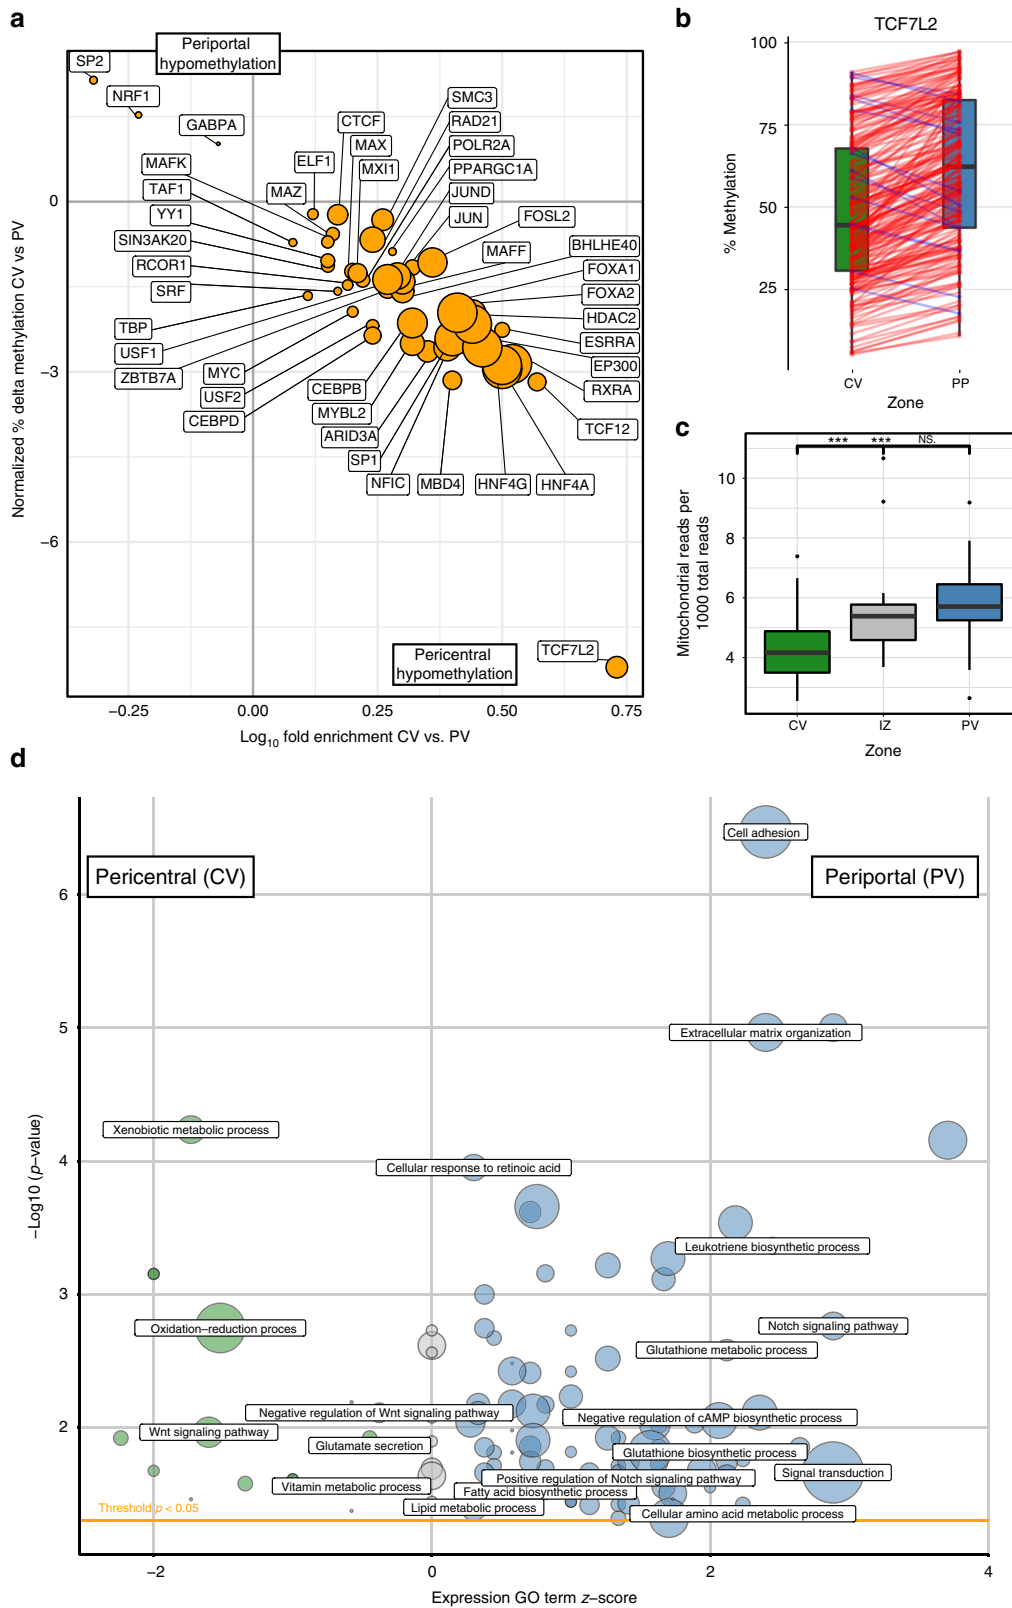 a
Periportal
hypomethylation
SP2
NRF1
GABPA
CTCF
MAX
MXI1
ELF1
MAZ
MAFK
TAF1
YY1
SIN3AK20
RCOR1
SRF
TBP
USF1
ZBTB7A
MYC
USF2
CEBPD
CEBPB
MYBL2
ARID3A
SP1
NFIC
MBD4
HNF4G
HNF4A
SMC3
RAD21
POLR2A
PPARGC1A
JUND
JUN
FOSL2
MAFF
BHLHE40
FOXA1
FOXA2
HDAC2
ESRRA
EP300
RXRA
TCF12
TCF7L2
Pericentral
hypomethylation
0
−3
−6
Normalized % delta methylation CV vs PV
−0.25
0.00
0.25
0.50
0.75
Log10 fold enrichment CV vs. PV
b
TCF7L2
100
75
50
25
% Methylation
CV
PP
Zone
c
***
***
NS.
10
8
6
4
Mitochondrial reads per
1000 total reads
CV
IZ
PV
Zone
d
Pericentral (CV)
Periportal (PV)
Cell adhesion
Extracellular matrix organization
Xenobiotic metabolic process
Cellular response to retinoic acid
Leukotriene biosynthetic process
Oxidation−reduction proces
Notch signaling pathway
Glutathione metabolic process
Negative regulation of Wnt signaling pathway
Negative regulation of cAMP biosynthetic process
Wnt signaling pathway
Glutamate secretion
Glutathione biosynthetic process
Signal transduction
Positive regulation of Notch signaling pathway
Vitamin metabolic process
Fatty acid biosynthetic process
Lipid metabolic process
Cellular amino acid metabolic process
Threshold p < 0.05
6
5
4
3
2
−Log10 (p−value)
−2
0
2
4
Expression GO term z−score